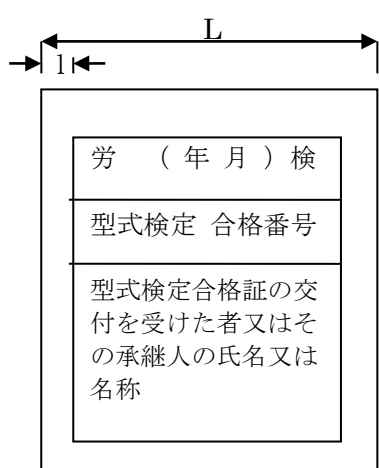 L
l
労 （ 年 月 ） 検
型式検定 合格番号
型式検定合格証の交
付を受けた者又はそ
の承継人の氏名又は
名称